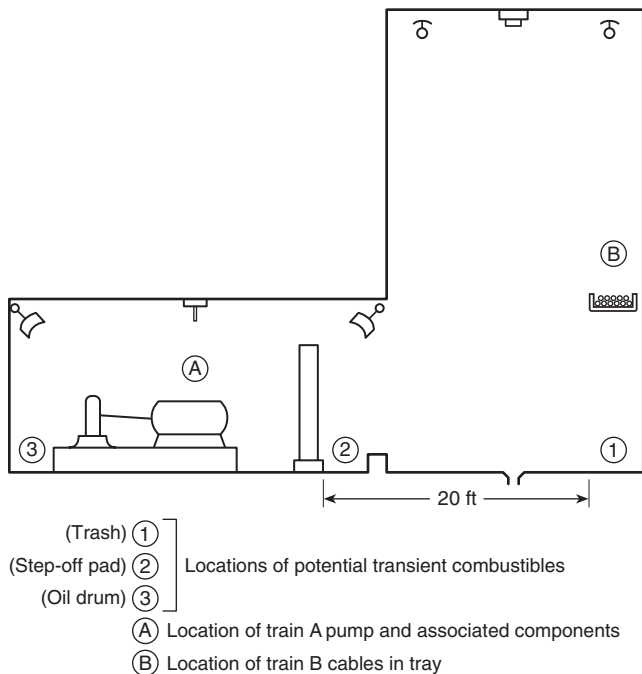 B
A
3
2
1
20 ft
(Trash) 1
(Step-off pad) 2 Locations of potential transient combustibles
(Oil drum) 3
A Location of train A pump and associated components
B Location of train B cables in tray